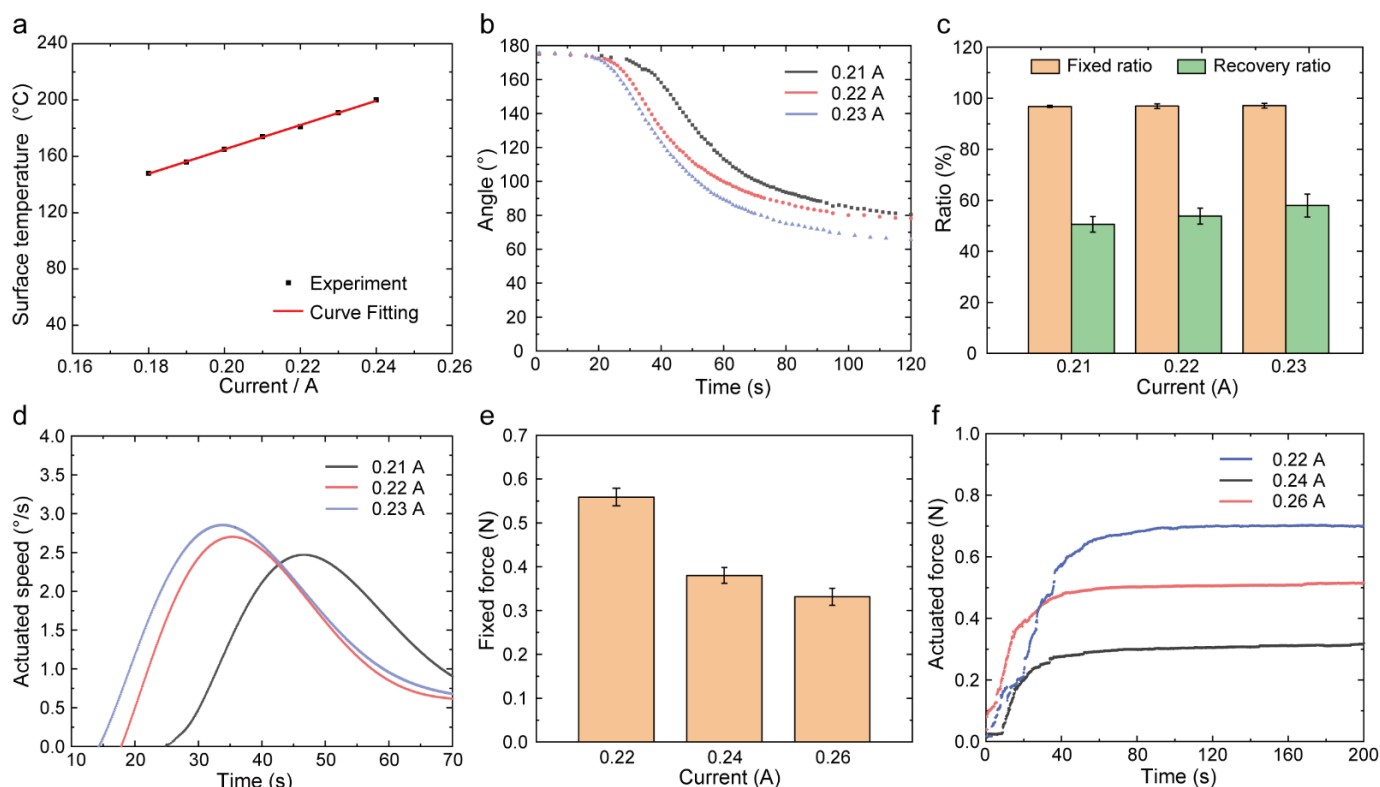 a
240
200
160
120
80
40
Surface temperature (°C)
Experiment
Curve Fitting
0.16 0.18 0.20 0.22 0.24 0.26
Current / A
b
180
160
140
120
100
80
60
40
20
0
Angle (°)
0.21 A
0.22 A
0.23 A
0 20 40 60 80 100 120
Time (s)
c
120
100
80
60
40
20
0
Ratio (%)
Fixed ratio Recovery ratio
0.21 0.22 0.23
Current (A)
d
4.0
3.5
3.0
2.5
2.0
1.5
1.0
0.5
0.0
Actuated speed (°/s)
0.21 A
0.22 A
0.23 A
10 20 30 40 50 60 70
Time (s)
e
0.7
0.6
0.5
0.4
0.3
0.2
0.1
0.0
Fixed force (N)
0.22 0.24 0.26
Current (A)
f
1.0
0.8
0.6
0.4
0.2
0.0
Actuated force (N)
0.22 A
0.24 A
0.26 A
0 40 80 120 160 200
Time (s)